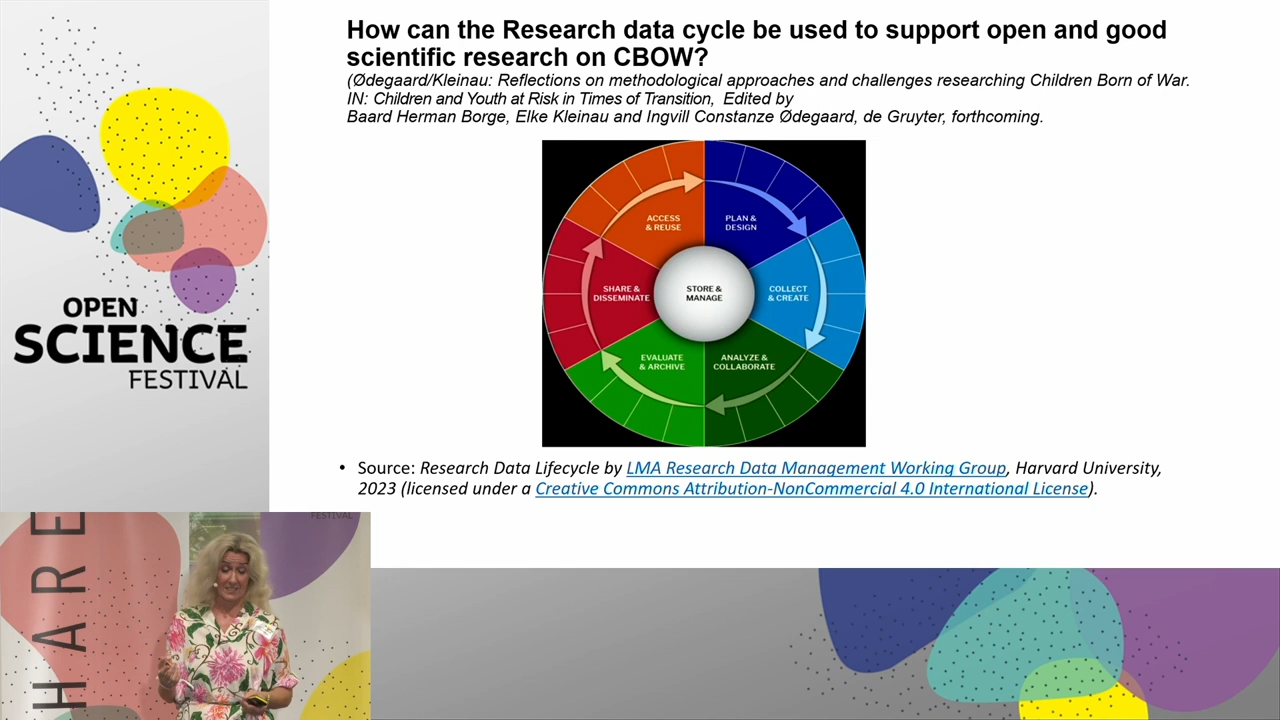 How can the Research data cycle be used to support open and good
scientific research on CBOW?
(Ødegaard/Kleinau: Reflections on methodological approaches and challenges researching Children Born of War.
IN: Children and Youth at Risk in Times of Transition, Edited by
Baard Herman Borge, Elke Kleinau and Ingvill Constanze Ødegaard, de Gruyter, forthcoming.
ACCESS
& REUSE
PLAN &
DESIGN
SHARE &
DISSEMINATE
STORE &
MANAGE
COLLECT
& CREATE
EVALUATE
& ARCHIVE
ANALYZE &
COLLABORATE
• Source: Research Data Lifecycle by LMA Research Data Management Working Group, Harvard University,
2023 (licensed under a Creative Commons Attribution-NonCommercial 4.0 International License).
OPEN
SCIENCE
FESTIVAL
FESTIVAL
HARE